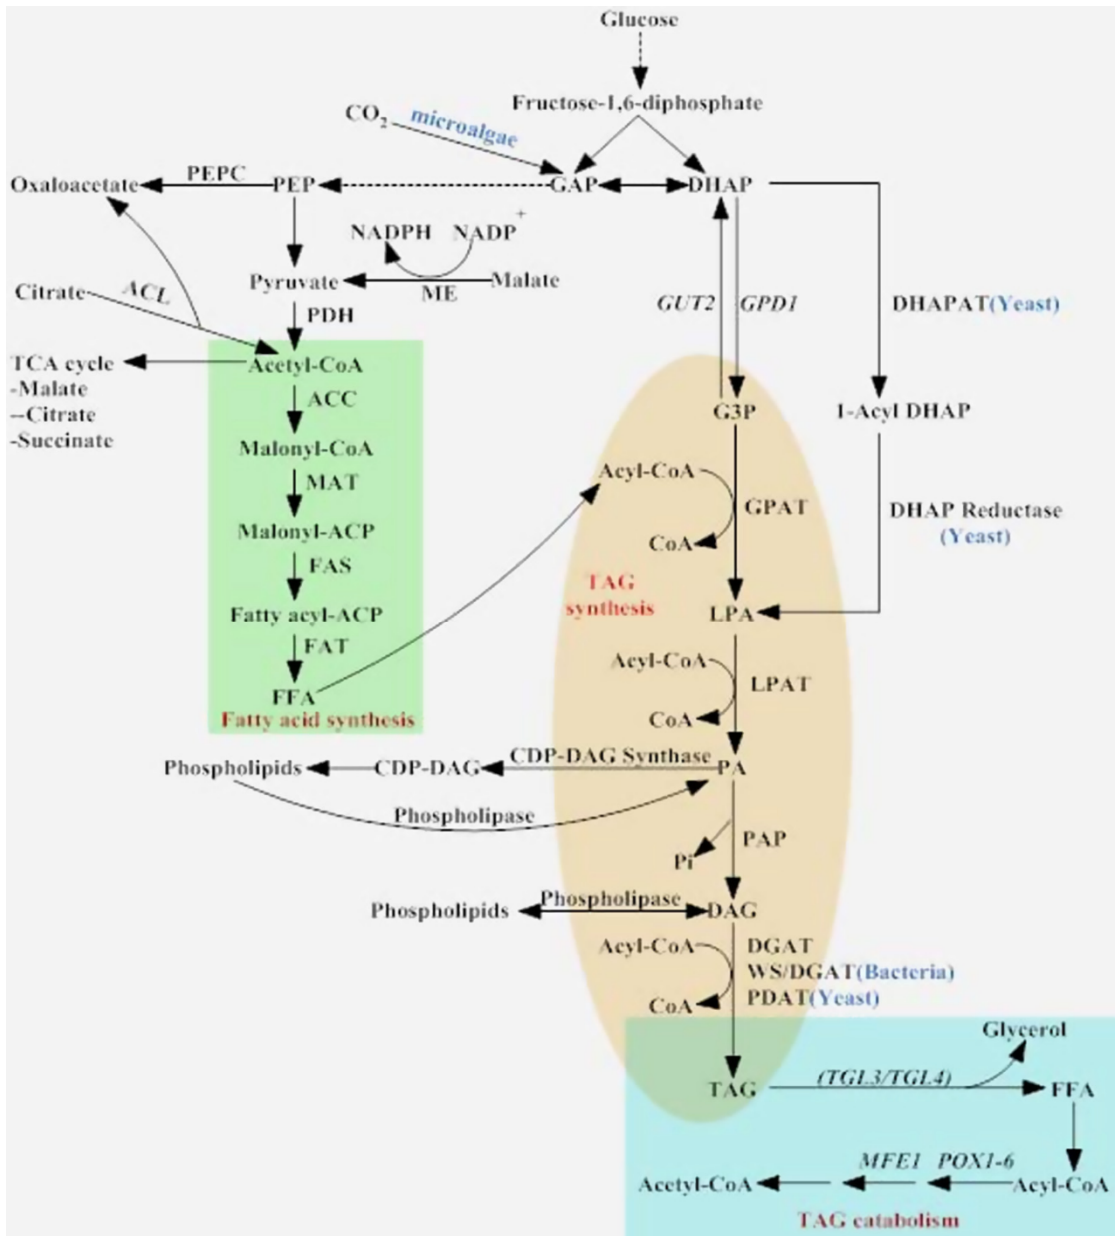 Glucose
Fructose-1,6-diphosphate
CO2 microalgae
Oxaloacetate PEPC PEP GAP DHAP
NADPH NADP+
Pyruvate ME Malate
Citrate ACL
PDH
GUT2 GPD1
DHAPAT(Yeast)
TCA cycle
-Malate
--Citrate
-Succinate
Acetyl-CoA
ACC
Malonyl-CoA
MAT
Malonyl-ACP
FAS
Fatty acyl-ACP
FAT
FFA
Fatty acid synthesis
G3P
1-Acyl DHAP
Acyl-CoA
GPAT
CoA
DHAP Reductase
(Yeast)
TAG
synthesis
LPA
Acyl-CoA
LPAT
CoA
Phospholipids CDP-DAG CDP-DAG Synthase PA
Phospholipase
PAP
Pi
Phospholipids Phospholipase DAG
Acyl-CoA
CoA
DGAT
WS/DGAT(Bacteria)
PDAT(Yeast)
Glycerol
TAG (TGL3/TGL4) FFA
Acetyl-CoA MFE1 POX1-6 Acyl-CoA
TAG catabolism